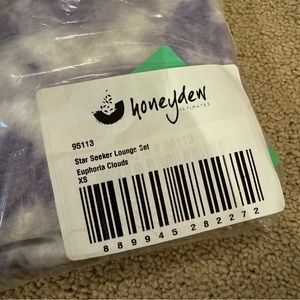 honeydew
INTIMATES
95113
Star Seeker Lounge Set
Euphoria Clouds
XS
889945282272